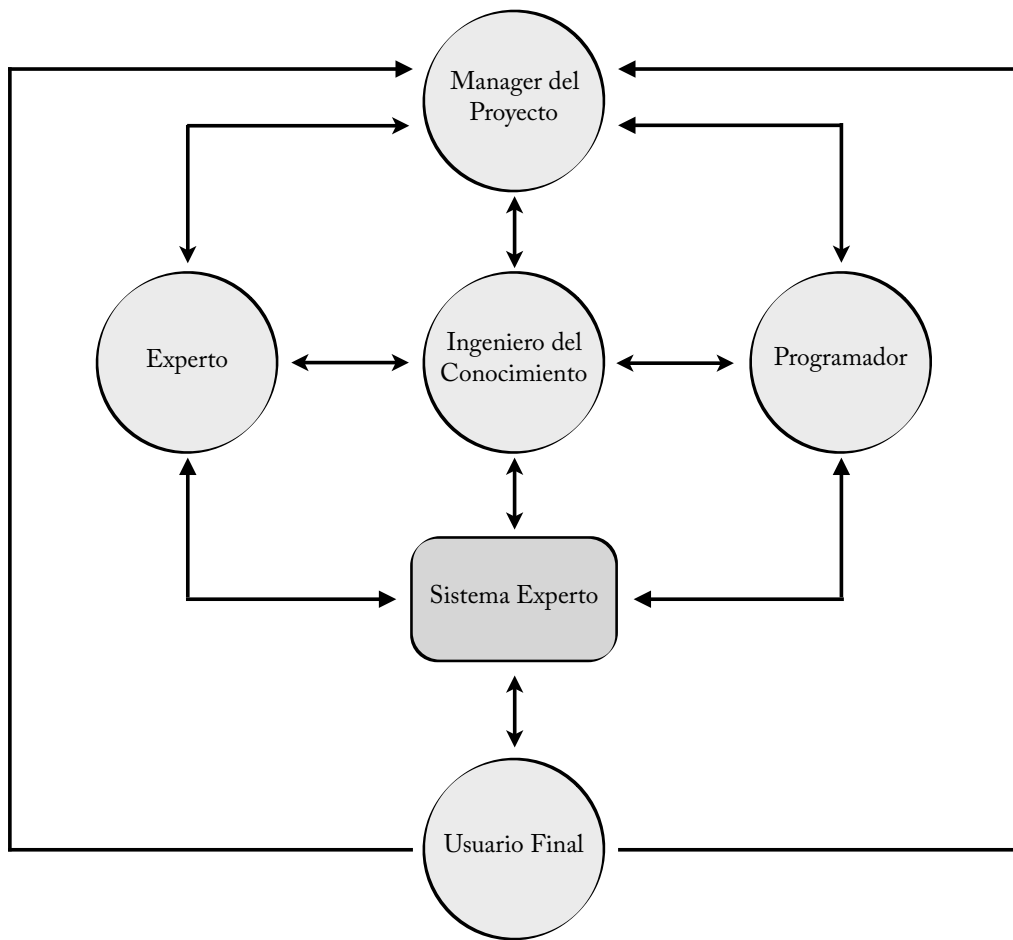 Manager del
Proyecto
Experto
Ingeniero del
Conocimiento
Programador
Sistema Experto
Usuario Final